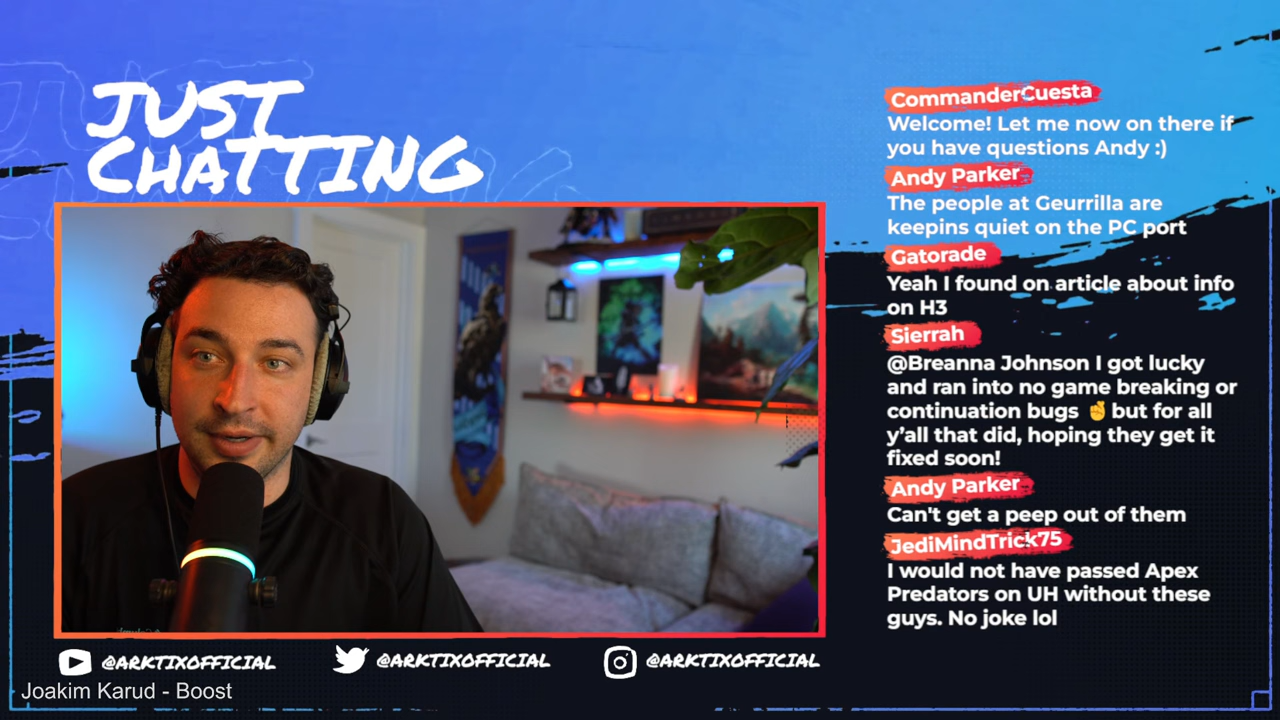 JUST
CHATTING
CommanderCuesta
Welcome! Let me now on there if
you have questions Andy :)
Andy Parker
The people at Geurrilla are
keepins quiet on the PC port
Gatorade
Yeah I found on article about info
on H3
Sierrah
@Breanna Johnson I got lucky
and ran into no game breaking or
continuation bugs 🤞 but for all
y'all that did, hoping they get it
fixed soon!
Andy Parker
Can't get a peep out of them
JediMindTrick75
I would not have passed Apex
Predators on UH without these
guys. No joke lol
@ARKTIXOFFICIAL
@ARKTIXOFFICIAL
@ARKTIXOFFICIAL
Joakim Karud - Boost